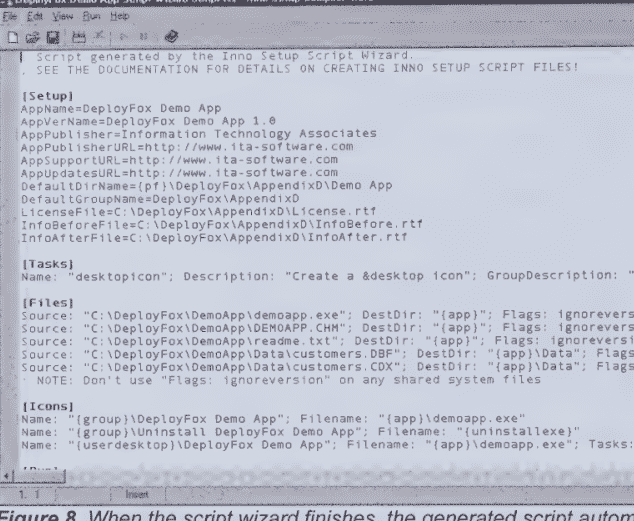 File Edit View Run Help
Script generated by the Inno Setup Script Wizard.
SEE THE DOCUMENTATION FOR DETAILS ON CREATING INNO SETUP SCRIPT FILES!
[Setup]
AppName=DeployFox Demo App
AppVerName=DeployFox Demo App 1.0
AppPublisher=Information Technology Associates
AppPublisherURL=http://www.ita-software.com
AppSupportURL=http://www.ita-software.com
AppUpdatesURL=http://www.ita-software.com
DefaultDirName={pf}\DeployFox\AppendixD\Demo App
DefaultGroupName=DeployFox\AppendixD
LicenseFile=C:\DeployFox\AppendixD\License.rtf
InfoBeforeFile=C:\DeployFox\AppendixD\InfoBefore.rtf
InfoAfterFile=C:\DeployFox\AppendixD\InfoAfter.rtf
[Tasks]
Name: "desktopicon"; Description: "Create a &desktop icon"; GroupDescription: "
[Files]
Source: "C:\DeployFox\DemoApp\demoapp.exe"; DestDir: "{app}"; Flags: ignorevers
Source: "C:\DeployFox\DemoApp\DEMOAPP.CHM"; DestDir: "{app}"; Flags: ignorevers
Source: "C:\DeployFox\DemoApp\readme.txt"; DestDir: "{app}"; Flags: ignoreversi
Source: "C:\DeployFox\DemoApp\Data\customers.DBF"; DestDir: "{app}\Data"; Flags
Source: "C:\DeployFox\DemoApp\Data\customers.CDX"; DestDir: "{app}\Data"; Flags
NOTE: Don't use "Flags: ignoreversion" on any shared system files
[Icons]
Name: "{group}\DeployFox Demo App"; Filename: "{app}\demoapp.exe"
Name: "{group}\Uninstall DeployFox Demo App"; Filename: "{uninstallexe}"
Name: "{userdesktop}\DeployFox Demo App"; Filename: "{app}\demoapp.exe"; Tasks:
1: 1 Insert
Figure 8. When the script wizard finishes, the generated script autom